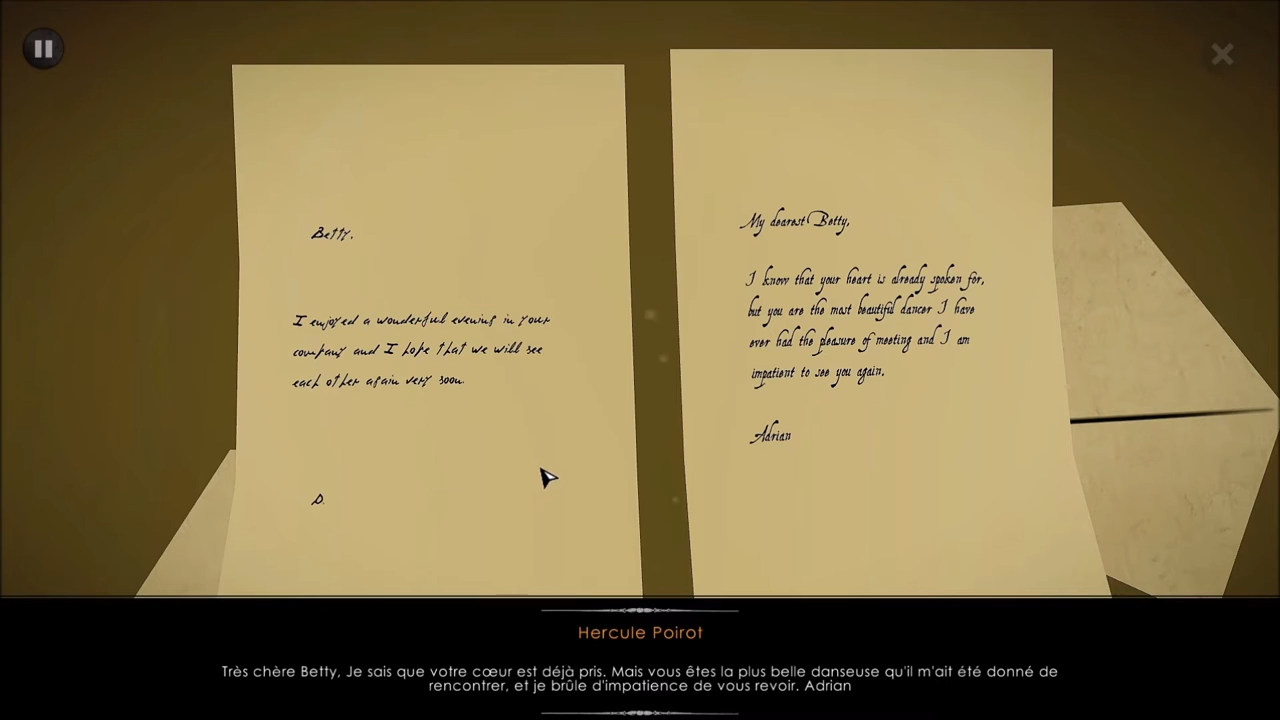 Betty.
I enjoyed a wonderful evening in your
company and I hope that we will see
each other again very soon.
D.
My dearest Betty,
I know that your heart is already spoken for,
but you are the most beautiful dancer I have
ever had the pleasure of meeting and I am
impatient to see you again.
Adrian
Hercule Poirot
Très chère Betty, Je sais que votre cœur est déjà pris. Mais vous êtes la plus belle danseuse qu'il m'ait été donné de
rencontrer, et je brûle d'impatience de vous revoir. Adrian